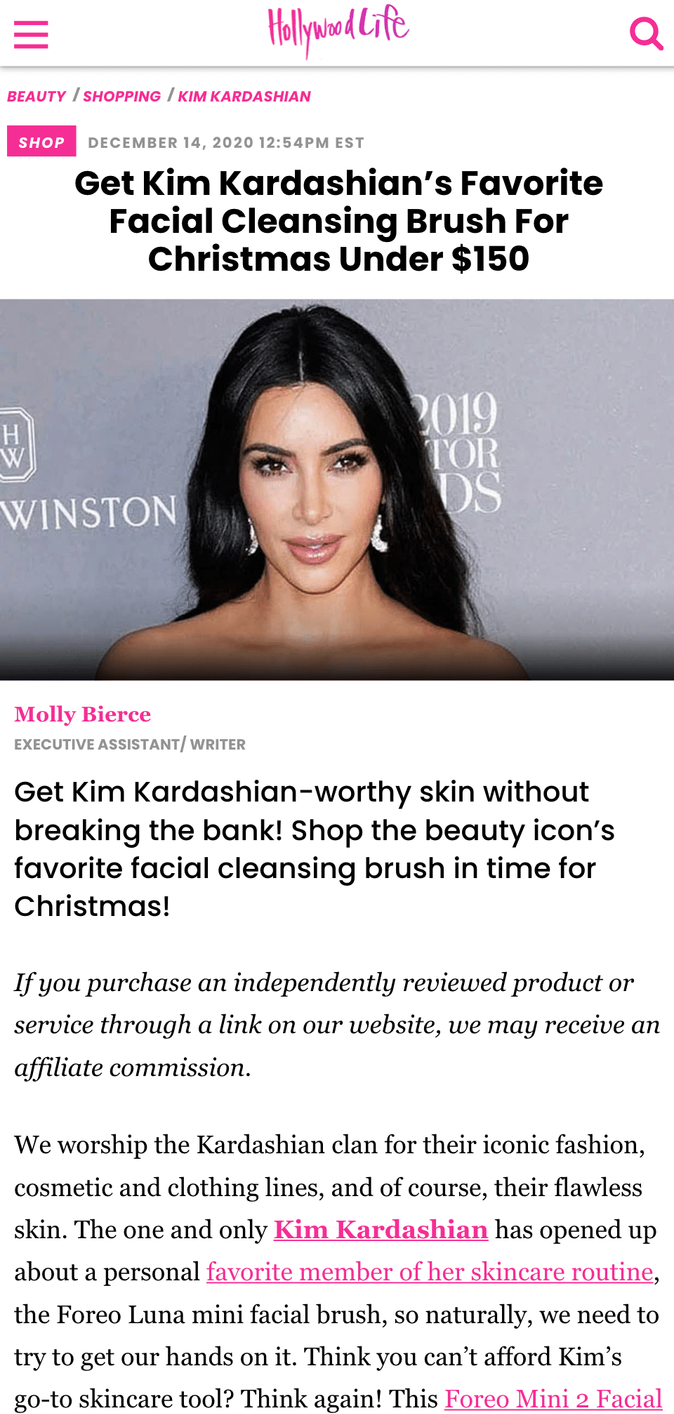 HollywoodLife
BEAUTY / SHOPPING / KIM KARDASHIAN
SHOP DECEMBER 14, 2020 12:54PM EST
Get Kim Kardashian’s Favorite
Facial Cleansing Brush For
Christmas Under $150
H
W
WINSTON
2019
TOR
DS
Molly Bierce
EXECUTIVE ASSISTANT/ WRITER
Get Kim Kardashian-worthy skin without
breaking the bank! Shop the beauty icon’s
favorite facial cleansing brush in time for
Christmas!
If you purchase an independently reviewed product or
service through a link on our website, we may receive an
affiliate commission.
We worship the Kardashian clan for their iconic fashion,
cosmetic and clothing lines, and of course, their flawless
skin. The one and only Kim Kardashian has opened up
about a personal favorite member of her skincare routine,
the Foreo Luna mini facial brush, so naturally, we need to
try to get our hands on it. Think you can’t afford Kim’s
go-to skincare tool? Think again! This Foreo Mini 2 Facial